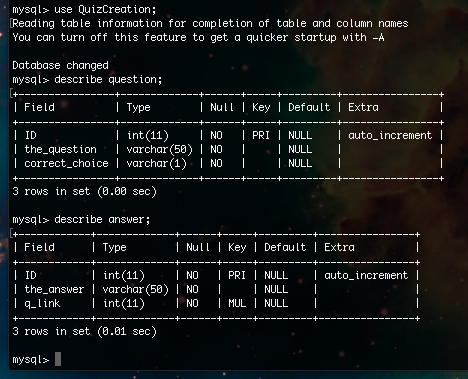 mysql> use QuizCreation;
Reading table information for completion of table and column names
You can turn off this feature to get a quicker startup with -A

Database changed
mysql> describe question;
+----------------+-------------+------+-----+---------+----------------+
| Field          | Type        | Null | Key | Default | Extra          |
+----------------+-------------+------+-----+---------+----------------+
| ID             | int(11)     | NO   | PRI | NULL    | auto_increment |
| the_question   | varchar(50) | NO   |     | NULL    |                |
| correct_choice | varchar(1)  | NO   |     | NULL    |                |
+----------------+-------------+------+-----+---------+----------------+
3 rows in set (0.00 sec)

mysql> describe answer;
+------------+-------------+------+-----+---------+----------------+
| Field      | Type        | Null | Key | Default | Extra          |
+------------+-------------+------+-----+---------+----------------+
| ID         | int(11)     | NO   | PRI | NULL    | auto_increment |
| the_answer | varchar(50) | NO   |     | NULL    |                |
| q_link     | int(11)     | NO   | MUL | NULL    |                |
+------------+-------------+------+-----+---------+----------------+
3 rows in set (0.01 sec)

mysql>